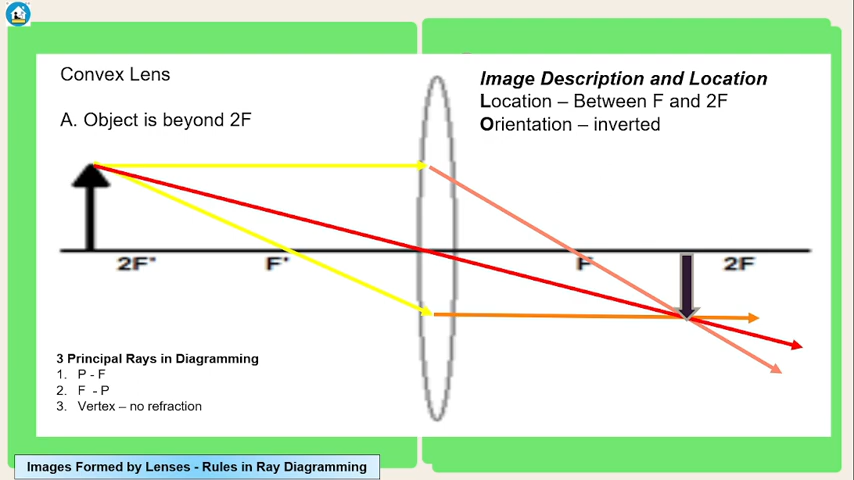 Convex Lens
A. Object is beyond 2F
Image Description and Location
Location – Between F and 2F
Orientation – inverted
2F'
F'
F
2F
3 Principal Rays in Diagramming
1. P - F
2. F - P
3. Vertex – no refraction
Images Formed by Lenses - Rules in Ray Diagramming